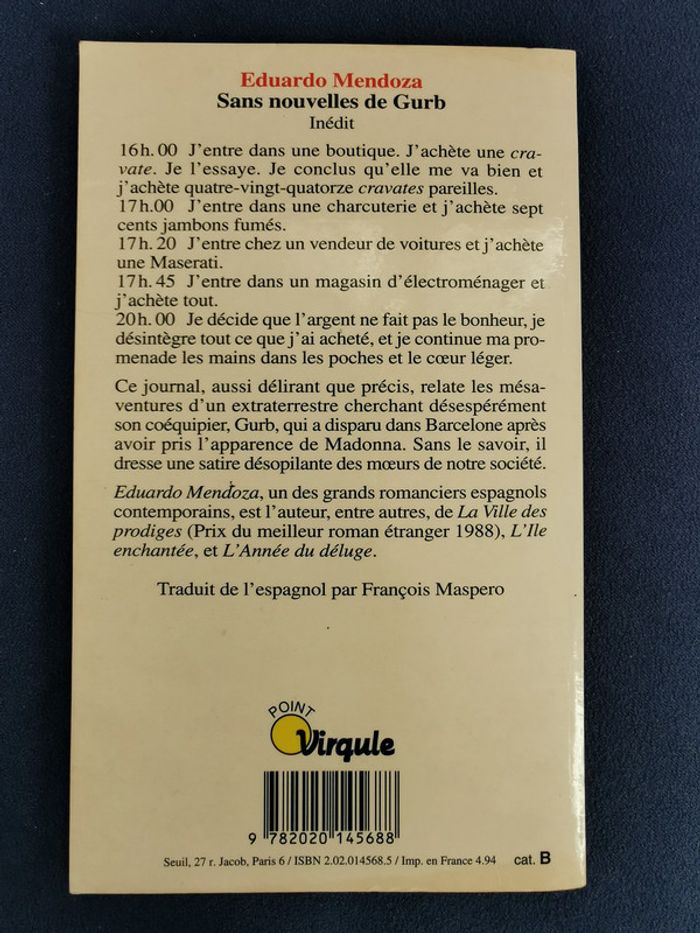 Eduardo Mendoza
Sans nouvelles de Gurb
Inédit
16h.00 J'entre dans une boutique. J'achète une cra-
vate. Je l'essaye. Je conclus qu'elle me va bien et
j'achète quatre-vingt-quatorze cravates pareilles.
17h.00 J'entre dans une charcuterie et j'achète sept
cents jambons fumés.
17h.20 J'entre chez un vendeur de voitures et j'achète
une Maserati.
17h.45 J'entre dans un magasin d'électroménager et
j'achète tout.
20h.00 Je décide que l'argent ne fait pas le bonheur, je
désintègre tout ce que j'ai acheté, et je continue ma pro-
menade les mains dans les poches et le cœur léger.
Ce journal, aussi délirant que précis, relate les mésa-
ventures d'un extraterrestre cherchant désespérément
son coéquipier, Gurb, qui a disparu dans Barcelone après
avoir pris l'apparence de Madonna. Sans le savoir, il
dresse une satire désopilante des mœurs de notre société.
Eduardo Mendoza, un des grands romanciers espagnols
contemporains, est l'auteur, entre autres, de La Ville des
prodiges (Prix du meilleur roman étranger 1988), L'Ile
enchantée, et L'Année du déluge.
Traduit de l'espagnol par François Maspero
POINT
Virgule
9 782020 145688
Seuil, 27 r. Jacob, Paris 6 / ISBN 2.02.014568.5 / Imp. en France 4.94 cat. B